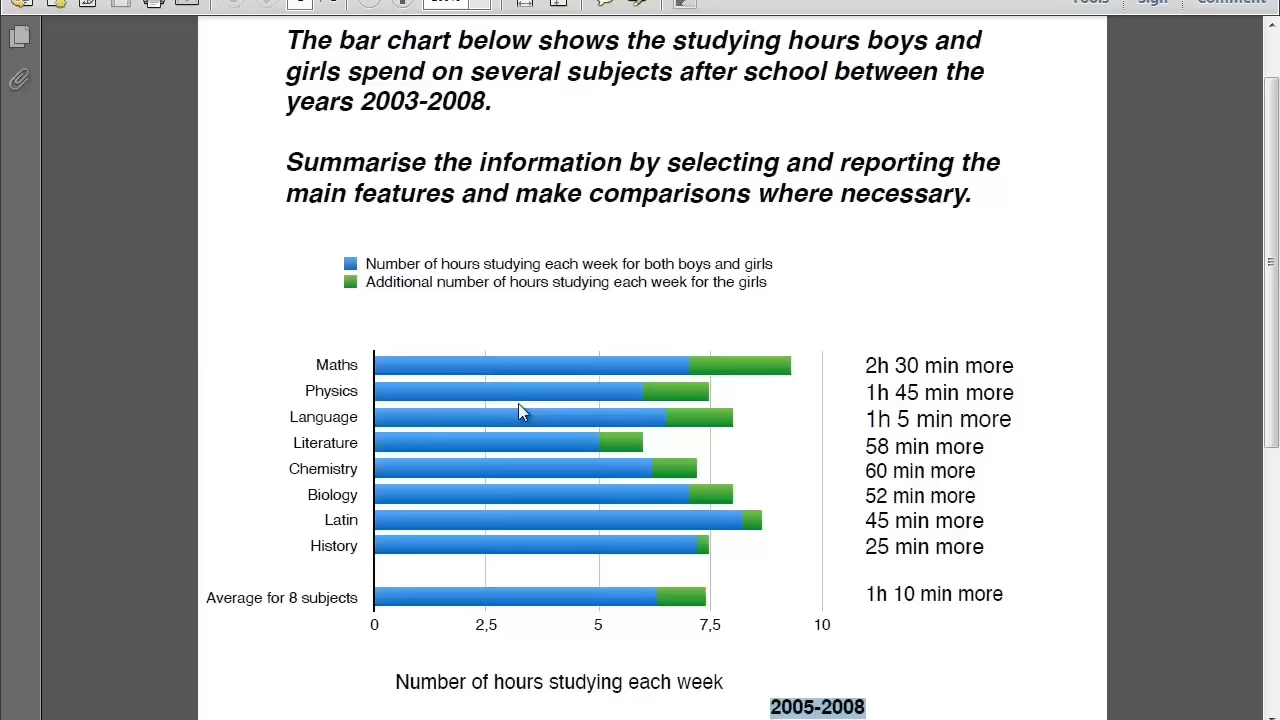 Tools Sign Comment
The bar chart below shows the studying hours boys and
girls spend on several subjects after school between the
years 2003-2008.
Summarise the information by selecting and reporting the
main features and make comparisons where necessary.
Number of hours studying each week for both boys and girls
Additional number of hours studying each week for the girls
Maths 2h 30 min more
Physics 1h 45 min more
Language 1h 5 min more
Literature 58 min more
Chemistry 60 min more
Biology 52 min more
Latin 45 min more
History 25 min more
Average for 8 subjects 1h 10 min more
0 2,5 5 7,5 10
Number of hours studying each week
2005-2008